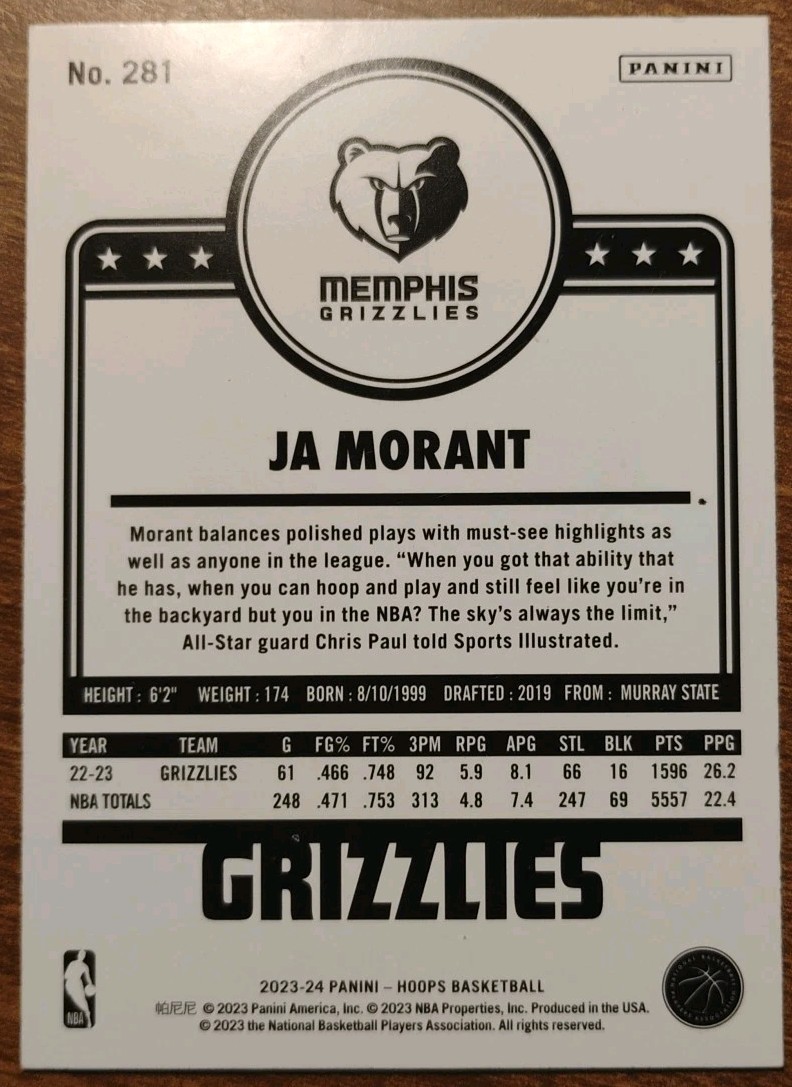 No. 281
PANINI
MEMPHIS
GRIZZLIES
JA MORANT
Morant balances polished plays with must-see highlights as
well as anyone in the league. “When you got that ability that
he has, when you can hoop and play and still feel like you’re in
the backyard but you in the NBA? The sky’s always the limit,”
All-Star guard Chris Paul told Sports Illustrated.
HEIGHT: 6'2" WEIGHT: 174 BORN: 8/10/1999 DRAFTED: 2019 FROM: MURRAY STATE
YEAR TEAM G FG% FT% 3PM RPG APG STL BLK PTS PPG
22-23 GRIZZLIES 61 .466 .748 92 5.9 8.1 66 16 1596 26.2
NBA TOTALS 248 .471 .753 313 4.8 7.4 247 69 5557 22.4
GRIZZLIES
NBA
2023-24 PANINI – HOOPS BASKETBALL
帕尼尼 © 2023 Panini America, Inc. © 2023 NBA Properties, Inc. Produced in the USA.
© 2023 the National Basketball Players Association. All rights reserved.
NATIONAL BASKETBALL PLAYERS ASSOCIATION